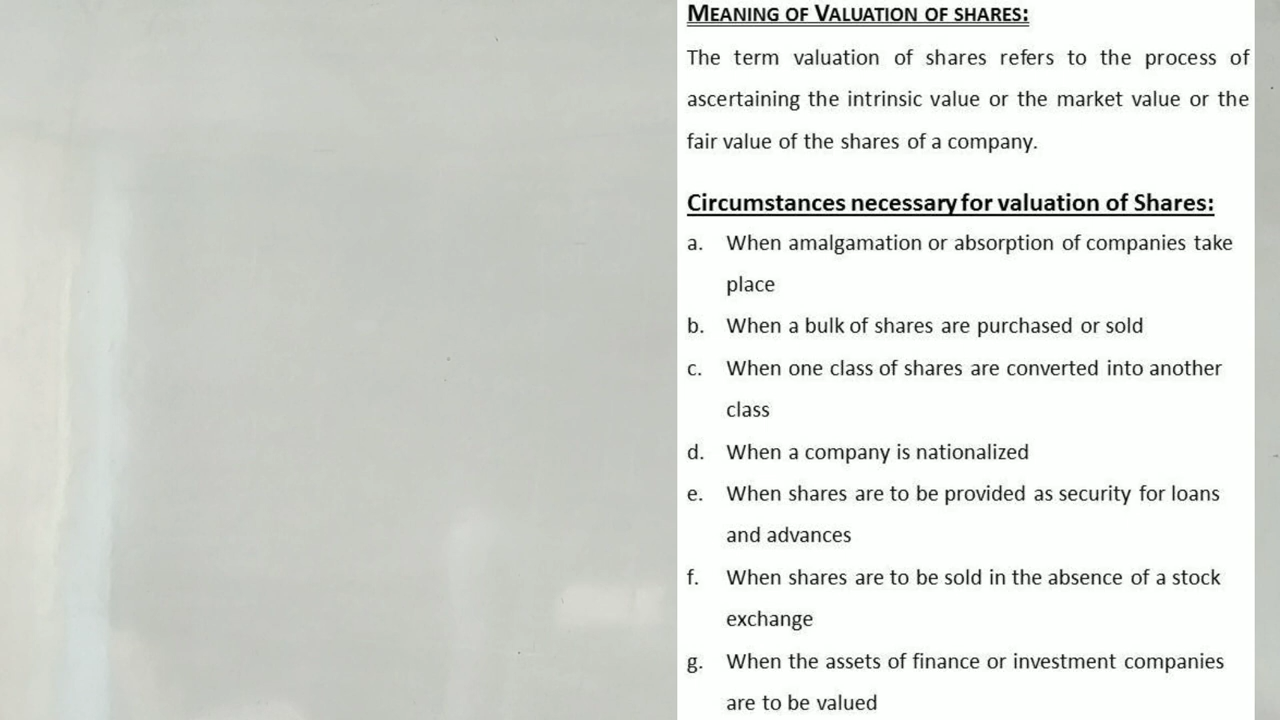 MEANING OF VALUATION OF SHARES:
The term valuation of shares refers to the process of
ascertaining the intrinsic value or the market value or the
fair value of the shares of a company.
Circumstances necessary for valuation of Shares:
a. When amalgamation or absorption of companies take
place
b. When a bulk of shares are purchased or sold
c. When one class of shares are converted into another
class
d. When a company is nationalized
e. When shares are to be provided as security for loans
and advances
f. When shares are to be sold in the absence of a stock
exchange
g. When the assets of finance or investment companies
are to be valued